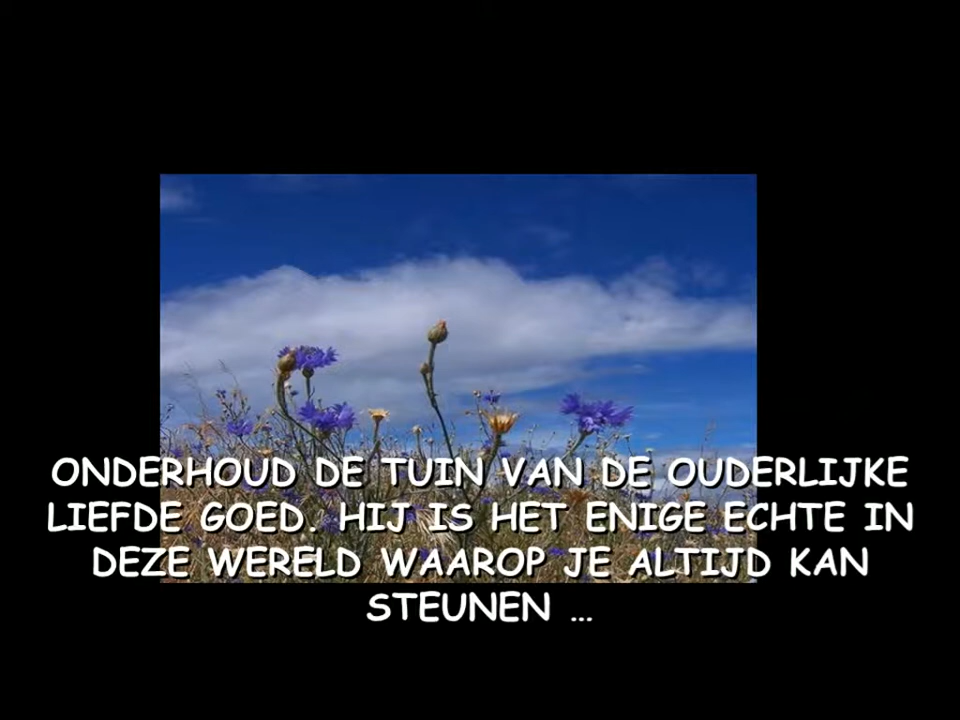 ONDERHOUD DE TUIN VAN DE OUDERLIJKE
LIEFDE GOED. HIJ IS HET ENIGE ECHTE IN
DEZE WERELD WAAROP JE ALTIJD KAN
STEUNEN …